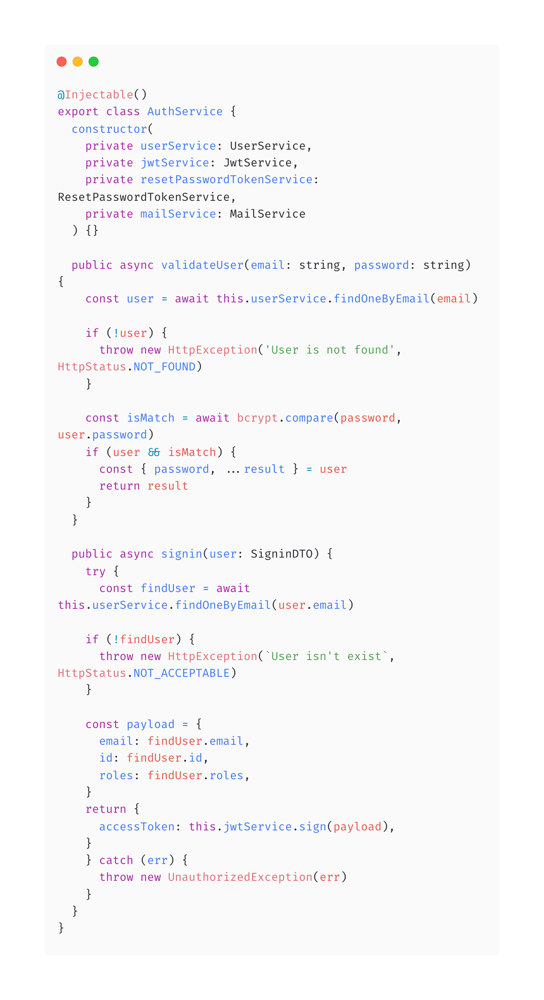 @Injectable()
export class AuthService {
  constructor(
    private userService: UserService,
    private jwtService: JwtService,
    private resetPasswordTokenService:
ResetPasswordTokenService,
    private mailService: MailService
  ) {}

  public async validateUser(email: string, password: string)
{
    const user = await this.userService.findOneByEmail(email)

    if (!user) {
      throw new HttpException('User is not found',
HttpStatus.NOT_FOUND)
    }

    const isMatch = await bcrypt.compare(password,
user.password)
    if (user && isMatch) {
      const { password, ...result } = user
      return result
    }
  }

  public async signin(user: SigninDTO) {
    try {
      const findUser = await
this.userService.findOneByEmail(user.email)

    if (!findUser) {
      throw new HttpException(`User isn't exist`,
HttpStatus.NOT_ACCEPTABLE)
    }

    const payload = {
      email: findUser.email,
      id: findUser.id,
      roles: findUser.roles,
    }
    return {
      accessToken: this.jwtService.sign(payload),
    }
    } catch (err) {
      throw new UnauthorizedException(err)
    }
  }
}